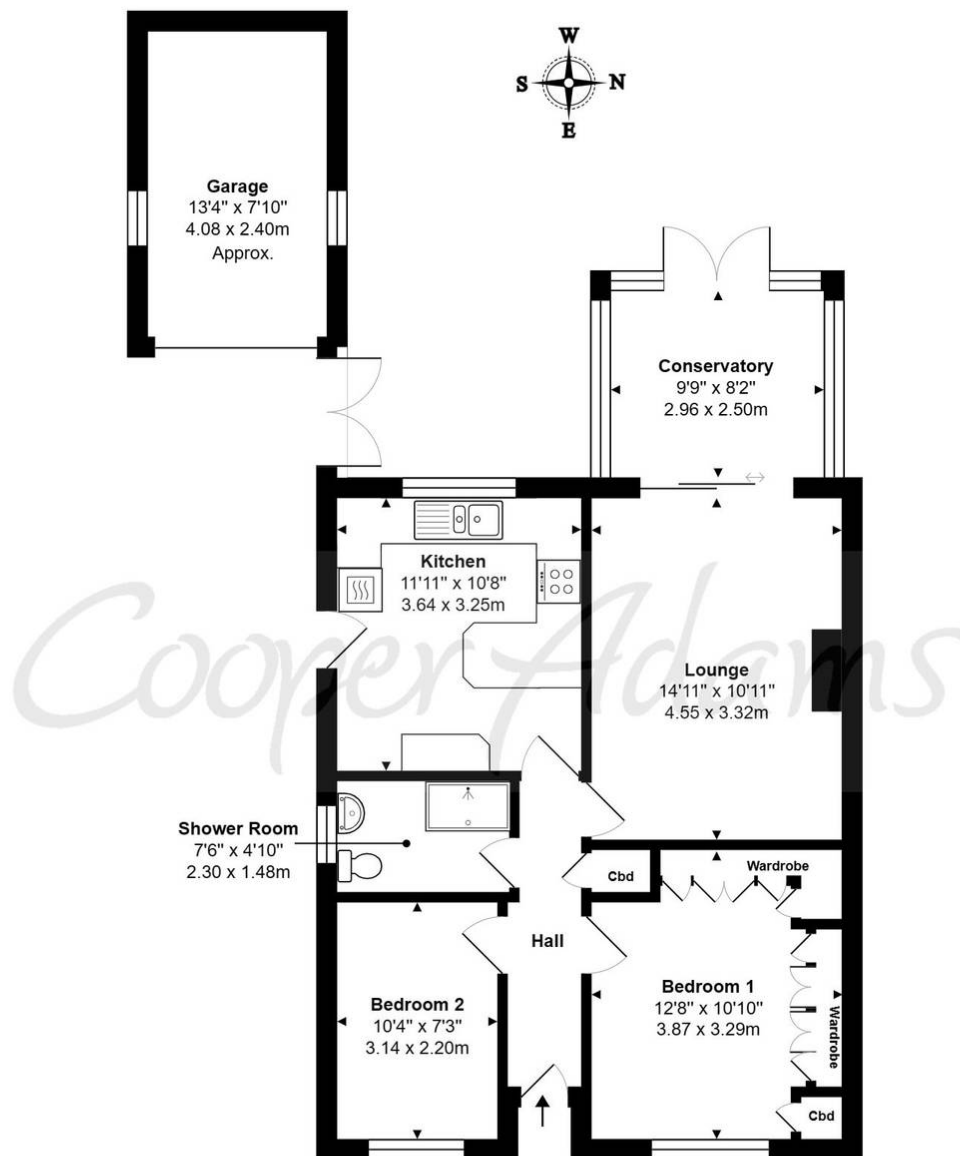 W
S N
E
Garage
13'4" x 7'10"
4.08 x 2.40m
Approx.
Conservatory
9'9" x 8'2"
2.96 x 2.50m
Kitchen
11'11" x 10'8"
3.64 x 3.25m
Cooper Adams
Lounge
14'11" x 10'11"
4.55 x 3.32m
Shower Room
7'6" x 4'10"
2.30 x 1.48m
Wardrobe
Cbd
Hall
Bedroom 1
12'8" x 10'10"
3.87 x 3.29m
Wardrobe
Bedroom 2
10'4" x 7'3"
3.14 x 2.20m
Cbd